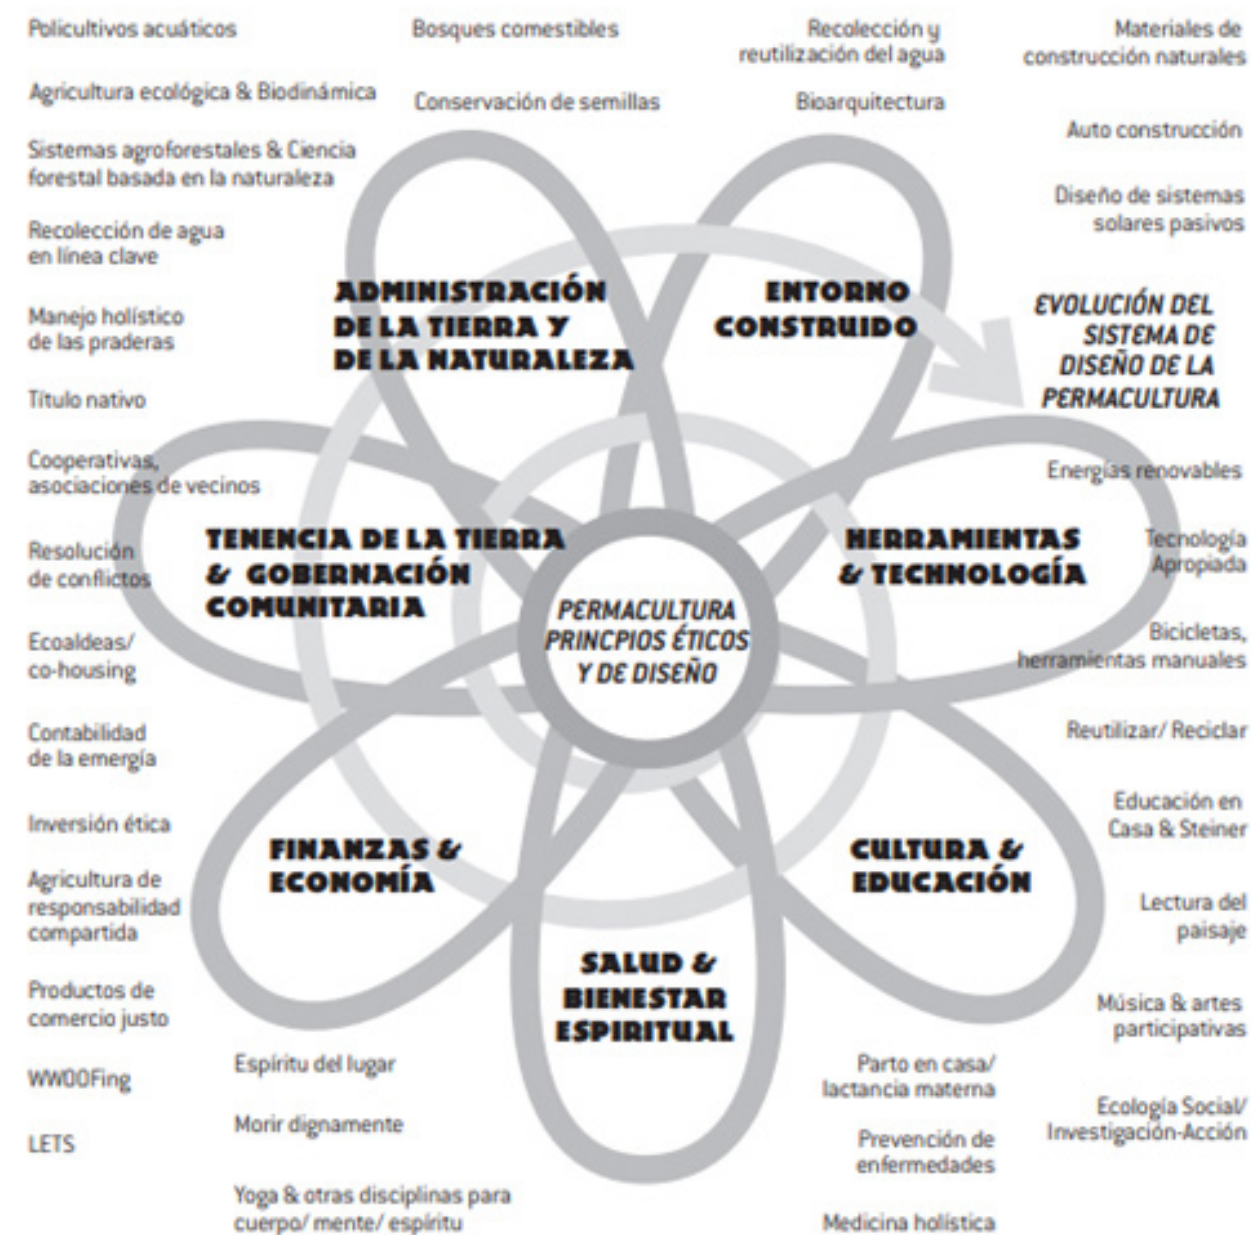 Policultivos acuáticos
Agricultura ecológica & Biodinámica
Sistemas agroforestales & Ciencia
forestal basada en la naturaleza
Recolección de agua
en línea clave
Manejo holístico
de las praderas
Título nativo
Cooperativas,
asociaciones de vecinos
Resolución
de conflictos
Ecoaldeas/
co-housing
Contabilidad
de la emergía
Inversión ética
Agricultura de
responsabilidad
compartida
Productos de
comercio justo
WWOOFing
LETS
Bosques comestibles
Conservación de semillas
Recolección y
reutilización del agua
Bioarquitectura
Materiales de
construcción naturales
Auto construcción
Diseño de sistemas
solares pasivos
EVOLUCIÓN DEL
SISTEMA DE
DISEÑO DE LA
PERMACULTURA
ADMINISTRACIÓN
DE LA TIERRA Y
DE LA NATURALEZA
ENTORNO
CONSTRUIDO
TENENCIA DE LA TIERRA
& GOBERNACIÓN
COMUNITARIA
PERMACULTURA
PRINCPIOS ÉTICOS
Y DE DISEÑO
HERRAMIENTAS
& TECHNOLOGÍA
FINANZAS &
ECONOMÍA
CULTURA &
EDUCACIÓN
SALUD &
BIENESTAR
ESPIRITUAL
Energías renovables
Tecnología
Apropiada
Bicicletas,
herramientas manuales
Reutilizar/ Reciclar
Educación en
Casa & Steiner
Lectura del
paisaje
Música & artes
participativas
Ecología Social/
Investigación-Acción
Espíritu del lugar
Morir dignamente
Yoga & otras disciplinas para
cuerpo/ mente/ espíritu
Parto en casa/
lactancia materna
Prevención de
enfermedades
Medicina holística